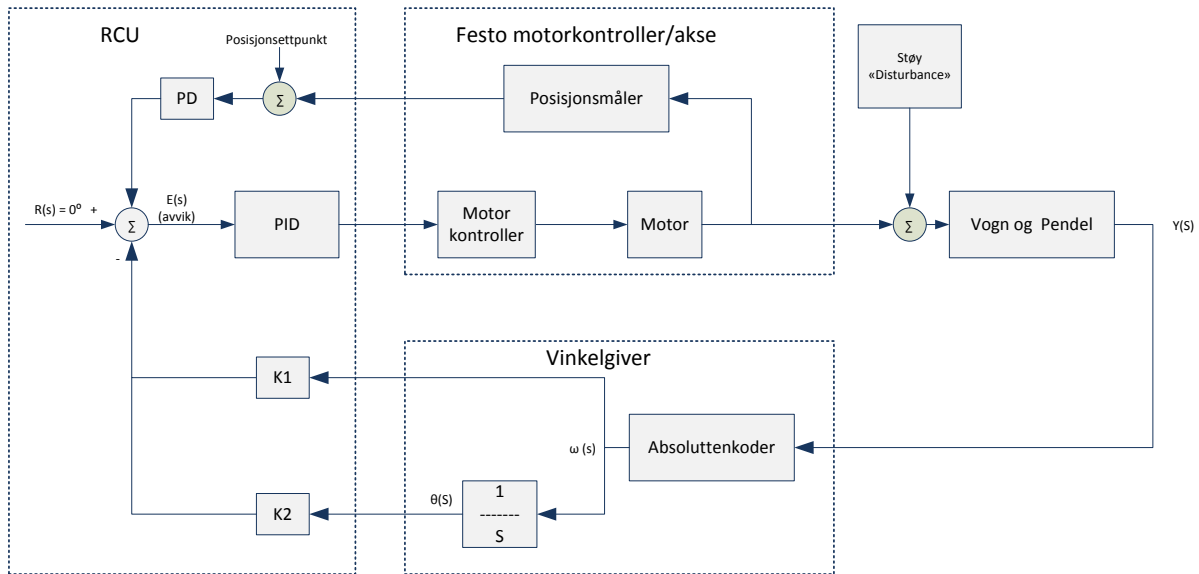 RCU
Posisjonsettpunkt
PD
Σ
R(s) = 0º +
Σ
-
E(s)
(avvik)
PID
K1
K2
Festo motorkontroller/akse
Posisjonsmåler
Motor
kontroller
Motor
Støy
«Disturbance»
Σ
Vogn og Pendel
Y(S)
Vinkelgiver
Absoluttenkoder
ω (s)
θ(S)
1
-------
S